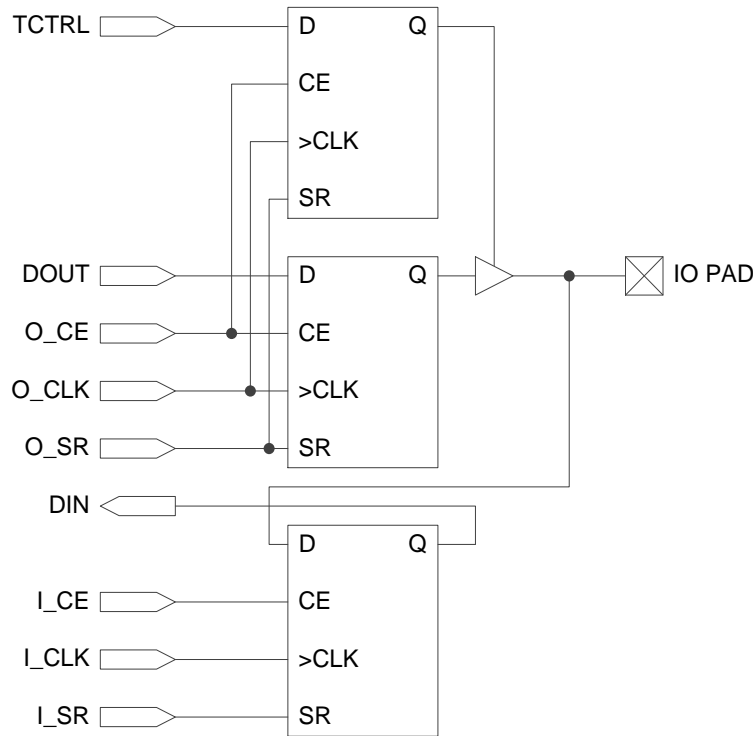 TCTRL
D Q
CE
>CLK
SR
DOUT
D Q
IO PAD
O_CE
CE
O_CLK
>CLK
O_SR
SR
DIN
D Q
I_CE
CE
I_CLK
>CLK
I_SR
SR